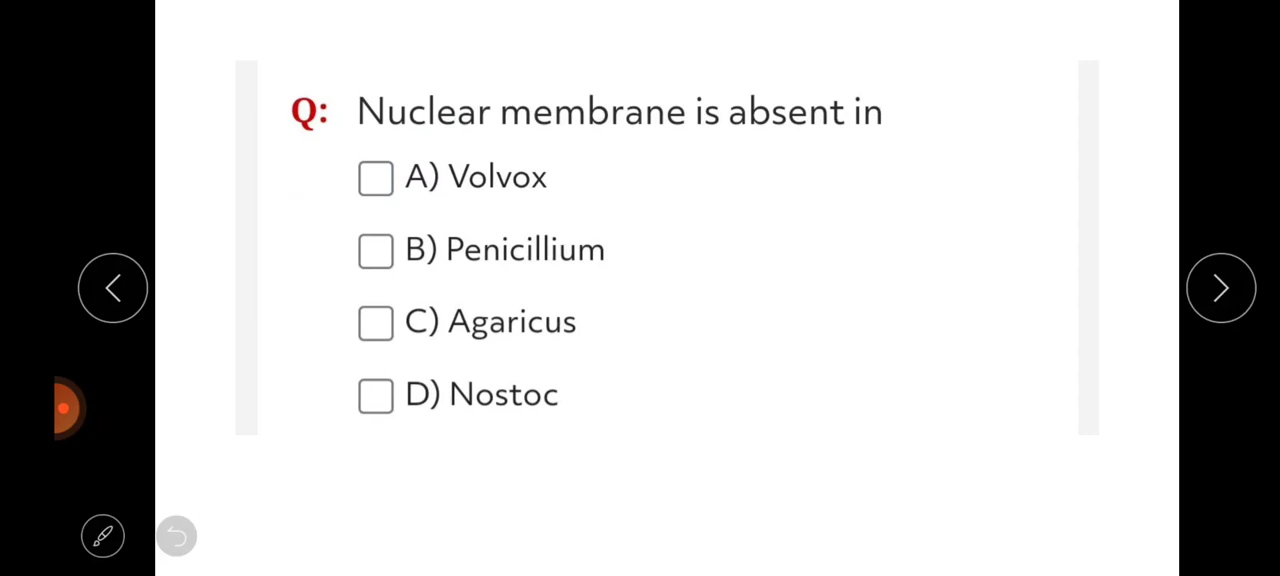 Q: Nuclear membrane is absent in
A) Volvox
B) Penicillium
C) Agaricus
D) Nostoc